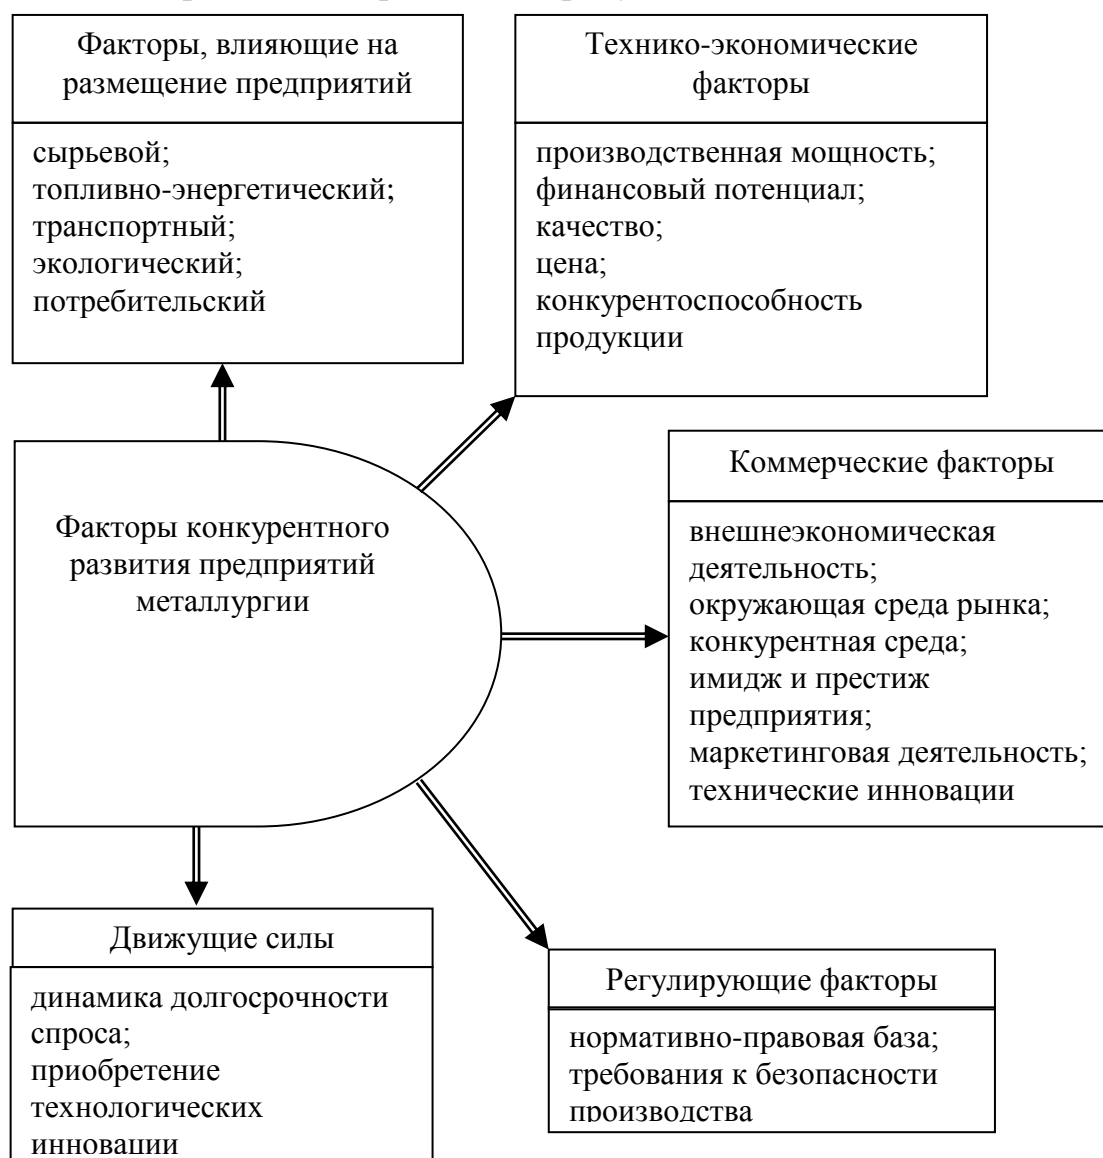 Факторы, влияющие на
размещение предприятий
сырьевой;
топливно-энергетический;
транспортный;
экологический;
потребительский
Технико-экономические
факторы
производственная мощность;
финансовый потенциал;
качество;
цена;
конкурентоспособность
продукции
Факторы конкурентного
развития предприятий
металлургии
Коммерческие факторы
внешнеэкономическая
деятельность;
окружающая среда рынка;
конкурентная среда;
имидж и престиж
предприятия;
маркетинговая деятельность;
технические инновации
Движущие силы
динамика долгосрочности
спроса;
приобретение
технологических
инновации
Регулирующие факторы
нормативно-правовая база;
требования к безопасности
производства